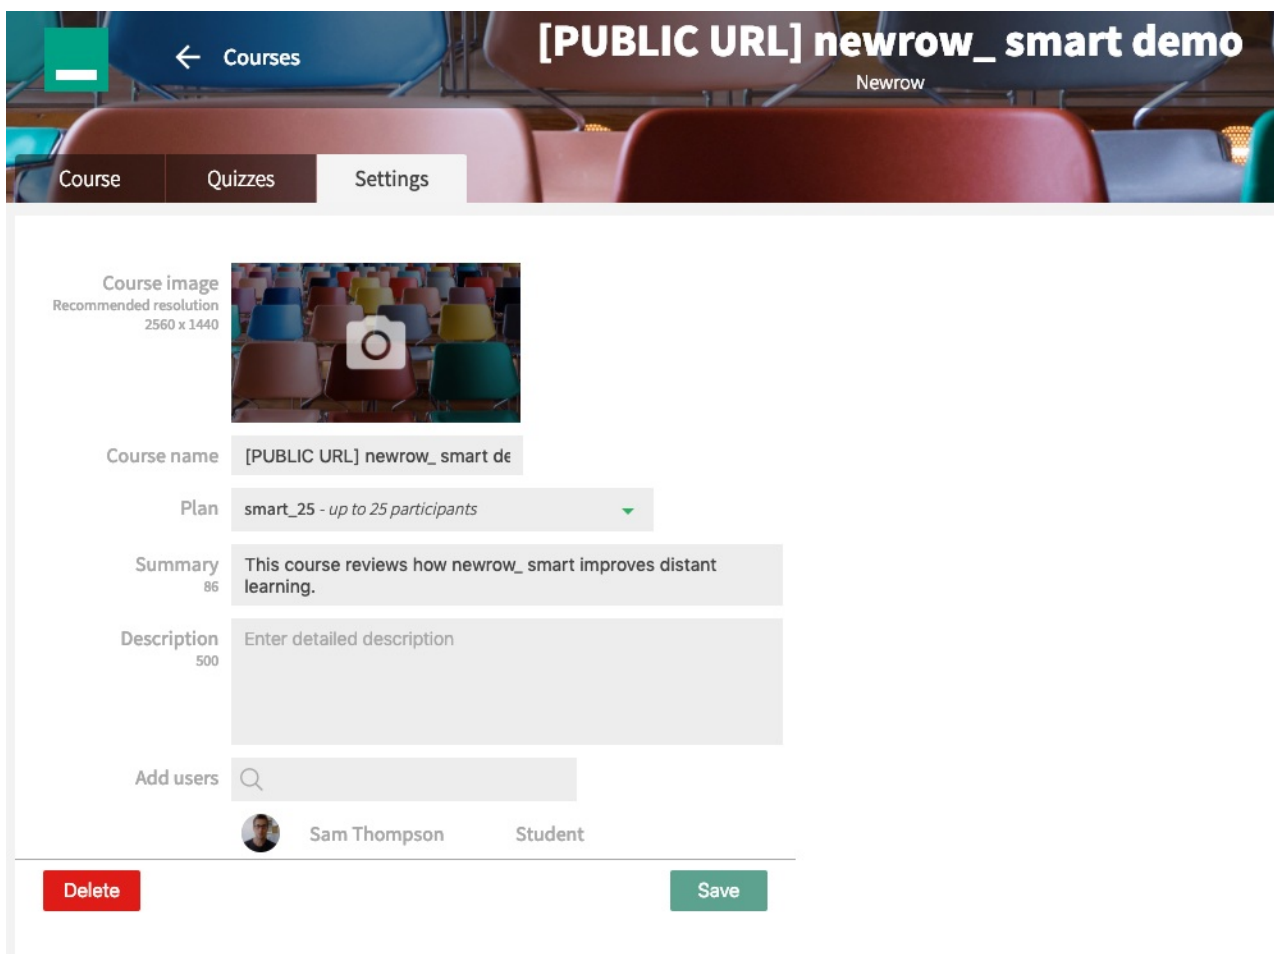 ← Courses
[PUBLIC URL] newrow_ smart demo
Newrow
Course
Quizzes
Settings
Course image
Recommended resolution
2560 x 1440
Course name
[PUBLIC URL] newrow_ smart de
Plan
smart_25 - up to 25 participants
Summary
86
This course reviews how newrow_ smart improves distant
learning.
Description
500
Enter detailed description
Add users
Sam Thompson
Student
Delete
Save